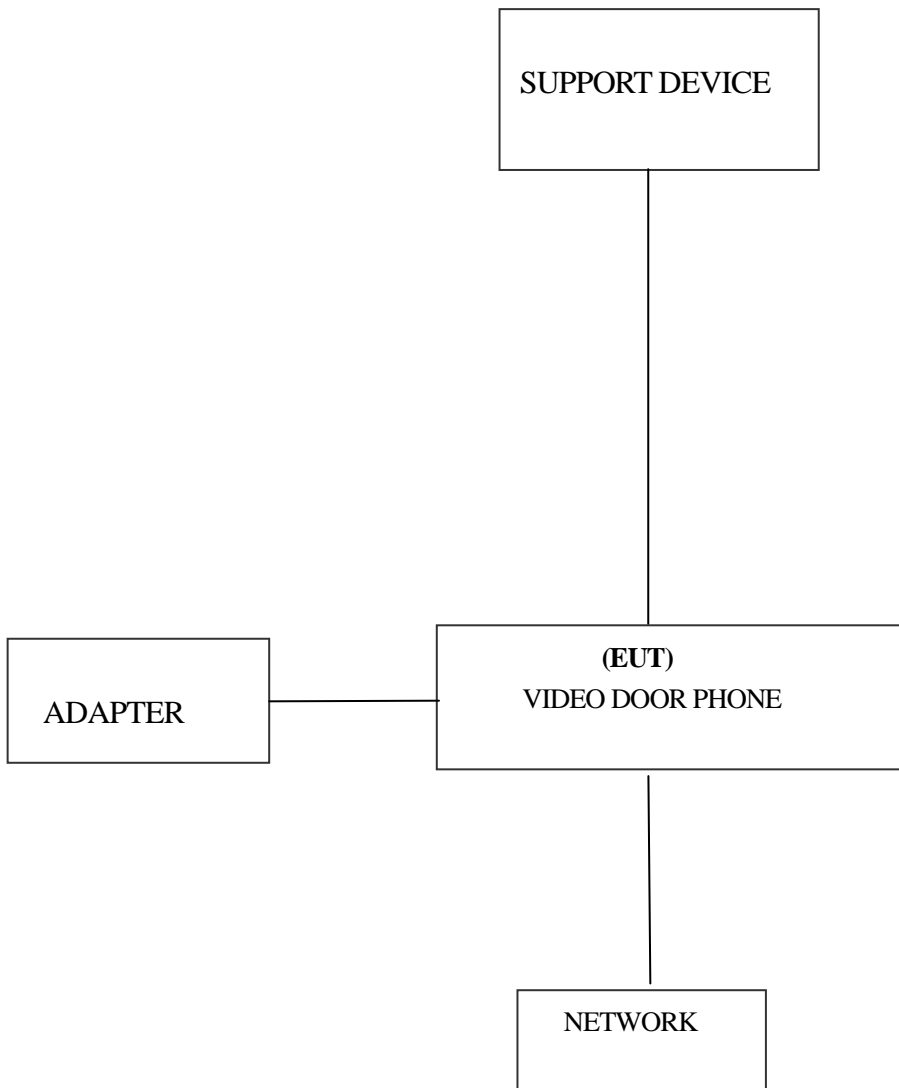 SUPPORT DEVICE
(EUT)
VIDEO DOOR PHONE
ADAPTER
NETWORK